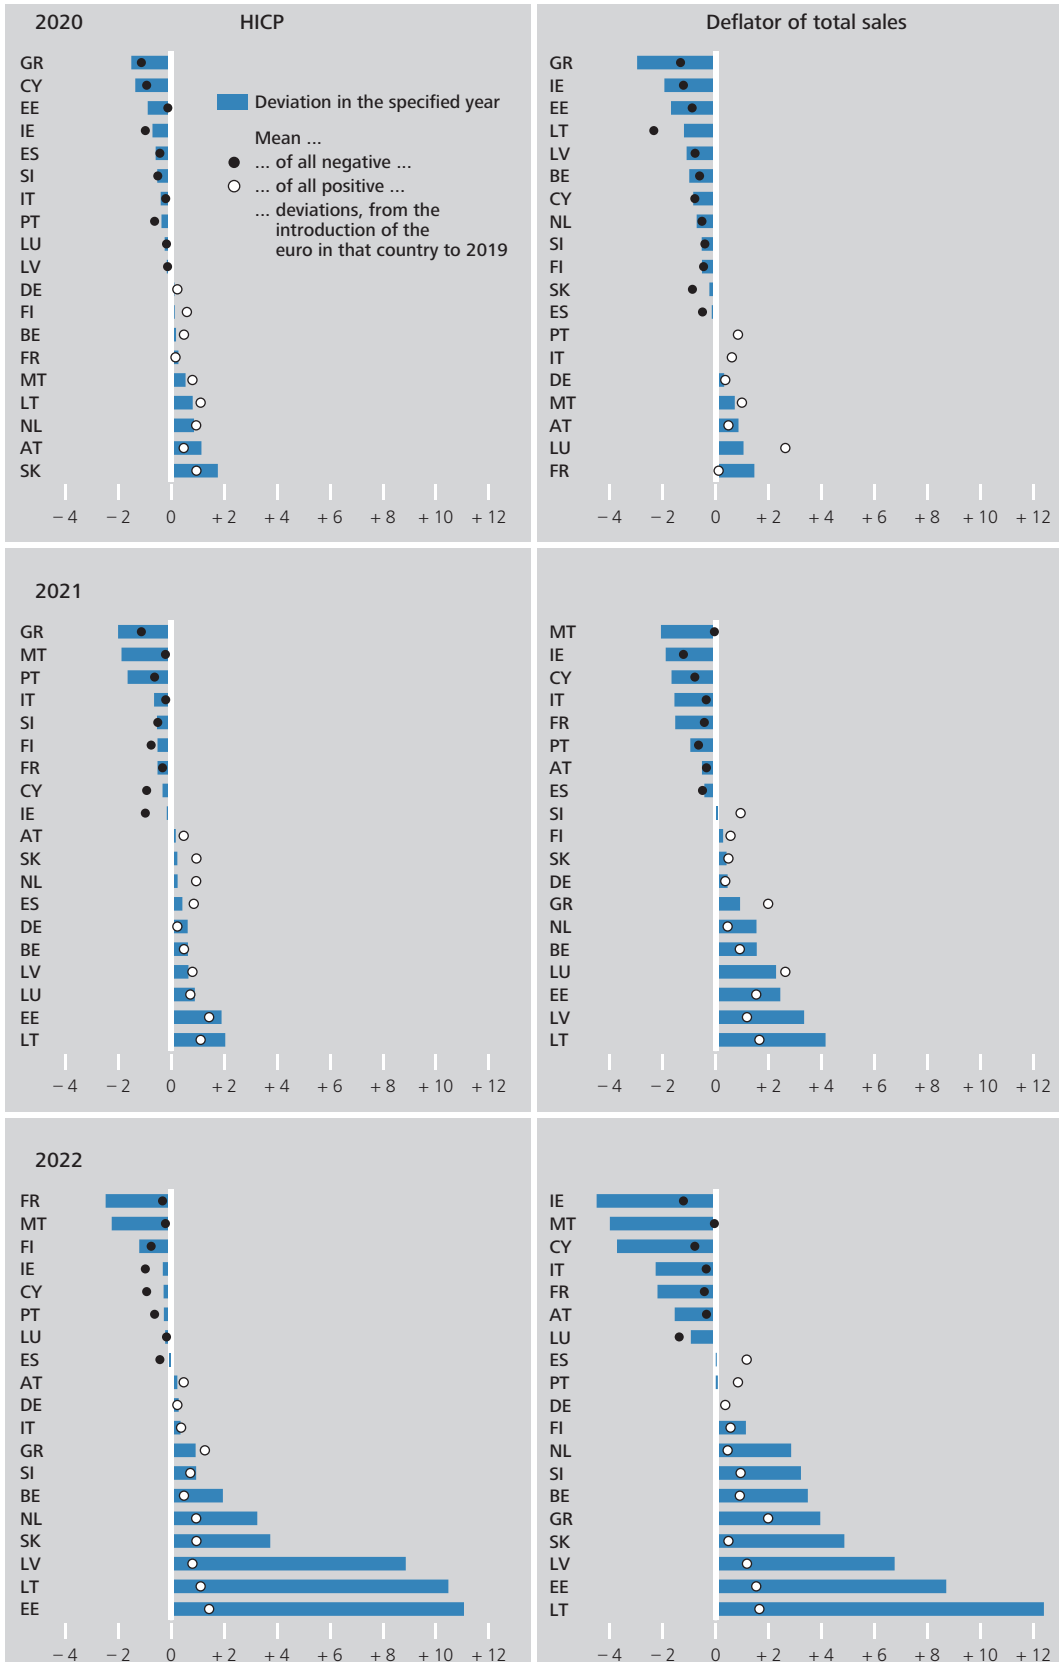 2020
HICP
GR
CY
EE
IE
ES
SI
IT
PT
LU
LV
DE
FI
BE
FR
MT
LT
NL
AT
SK
Deviation in the specified year
Mean ...
... of all negative ...
... of all positive ...
... deviations, from the
introduction of the
euro in that country to 2019
− 4 − 2 0 + 2 + 4 + 6 + 8 + 10 + 12
Deflator of total sales
GR
IE
EE
LT
LV
BE
CY
NL
SI
FI
SK
ES
PT
IT
DE
MT
AT
LU
FR
− 4 − 2 0 + 2 + 4 + 6 + 8 + 10 + 12
2021
GR
MT
PT
IT
SI
FI
FR
CY
IE
AT
SK
NL
ES
DE
BE
LV
LU
EE
LT
− 4 − 2 0 + 2 + 4 + 6 + 8 + 10 + 12
MT
IE
CY
IT
FR
PT
AT
ES
SI
FI
SK
DE
GR
NL
BE
LU
EE
LV
LT
− 4 − 2 0 + 2 + 4 + 6 + 8 + 10 + 12
2022
FR
MT
FI
IE
CY
PT
LU
ES
AT
DE
IT
GR
SI
BE
NL
SK
LV
LT
EE
− 4 − 2 0 + 2 + 4 + 6 + 8 + 10 + 12
IE
MT
CY
IT
FR
AT
LU
ES
PT
DE
FI
NL
SI
BE
GR
SK
LV
EE
LT
− 4 − 2 0 + 2 + 4 + 6 + 8 + 10 + 12